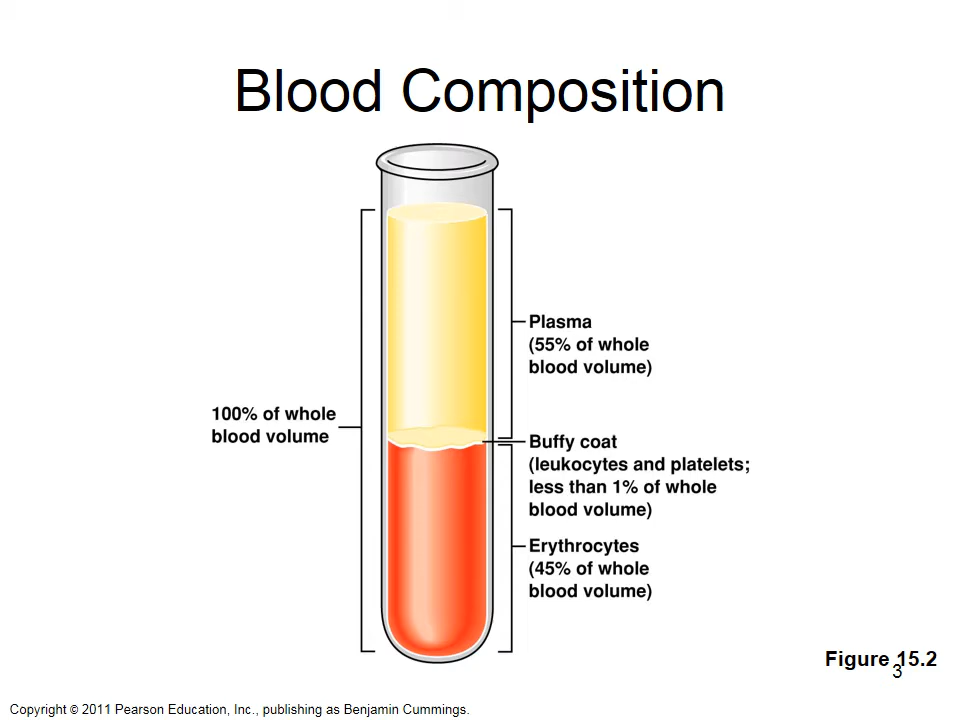 Blood Composition
Plasma
(55% of whole
blood volume)
100% of whole
blood volume
Buffy coat
(leukocytes and platelets;
less than 1% of whole
blood volume)
Erythrocytes
(45% of whole
blood volume)
Figure 15.2
3
Copyright © 2011 Pearson Education, Inc., publishing as Benjamin Cummings.